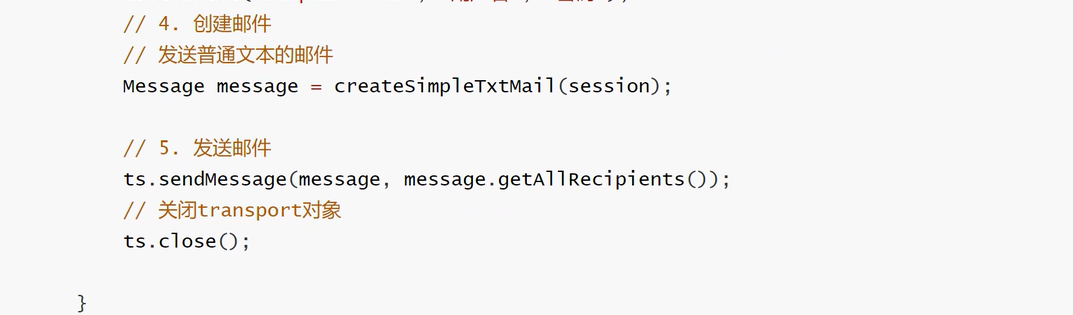 // 4. 创建邮件
// 发送普通文本的邮件
Message message = createSimpleTxtMail(session);
// 5. 发送邮件
ts.sendMessage(message, message.getAllRecipients());
// 关闭transport对象
ts.close();
}